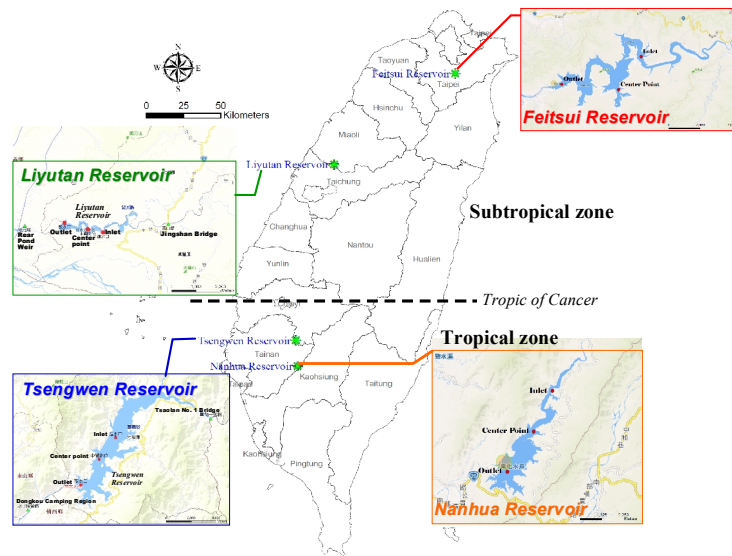 N
W
E
S
0
25
50
Kilometers
Taipei
Taoyuan
Feitsui Reservoir
Taipei
Hsinchu
Yilan
Miaoli
Liyutan Reservoir
Taichung
Changhua
Nantou
Hualien
Yunlin
Subtropical zone
Tropic of Cancer
Tropical zone
Tsengwen Reservoir
Tainan
Nanhua Reservoir
Kaohsiung
Taitung
Kaohsiung
Pingtung
Inlet
Outlet
Center Point
Feitsui Reservoir
Liyutan Reservoir
Liyutan
Reservoir
Outlet
Center
point
Inlet
Rear
Pond
Weir
Jingshan Bridge
Tsengwen Reservoir
Tsaolan No. 1 Bridge
Inlet
Center point
Outlet
Tsengwen
Reservoir
Dongkou Camping Region
Inlet
Center Point
Outlet
Nanhua Reservoir